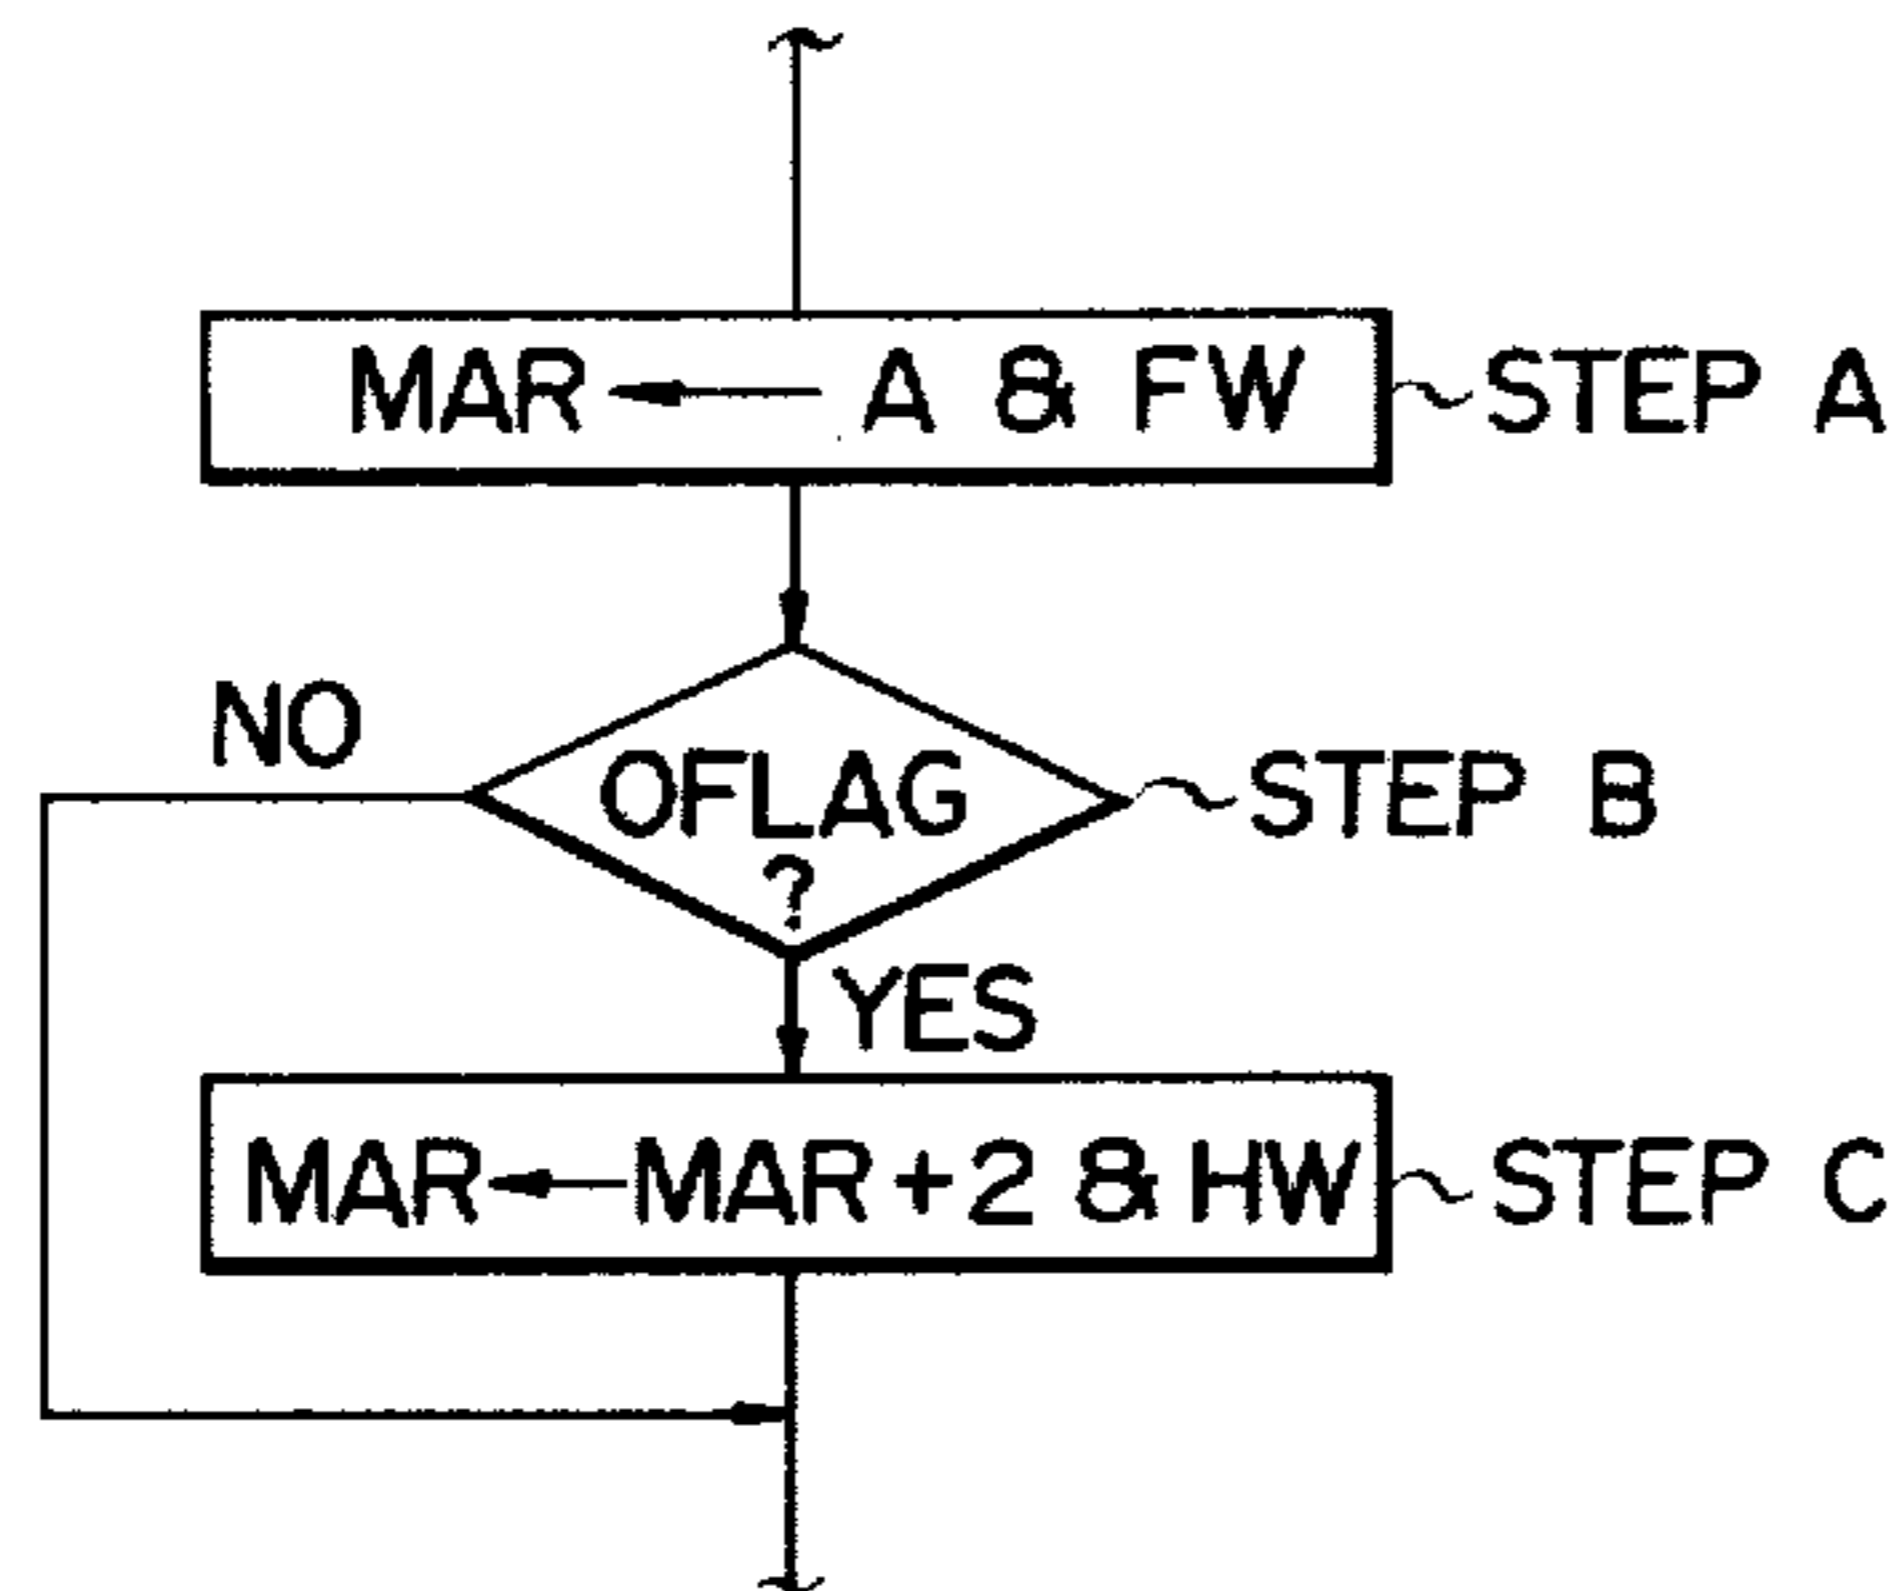 MAR ← A & FW
STEP A
NO
OFLAG
?
STEP B
YES
MAR ← MAR + 2 & HW
STEP C